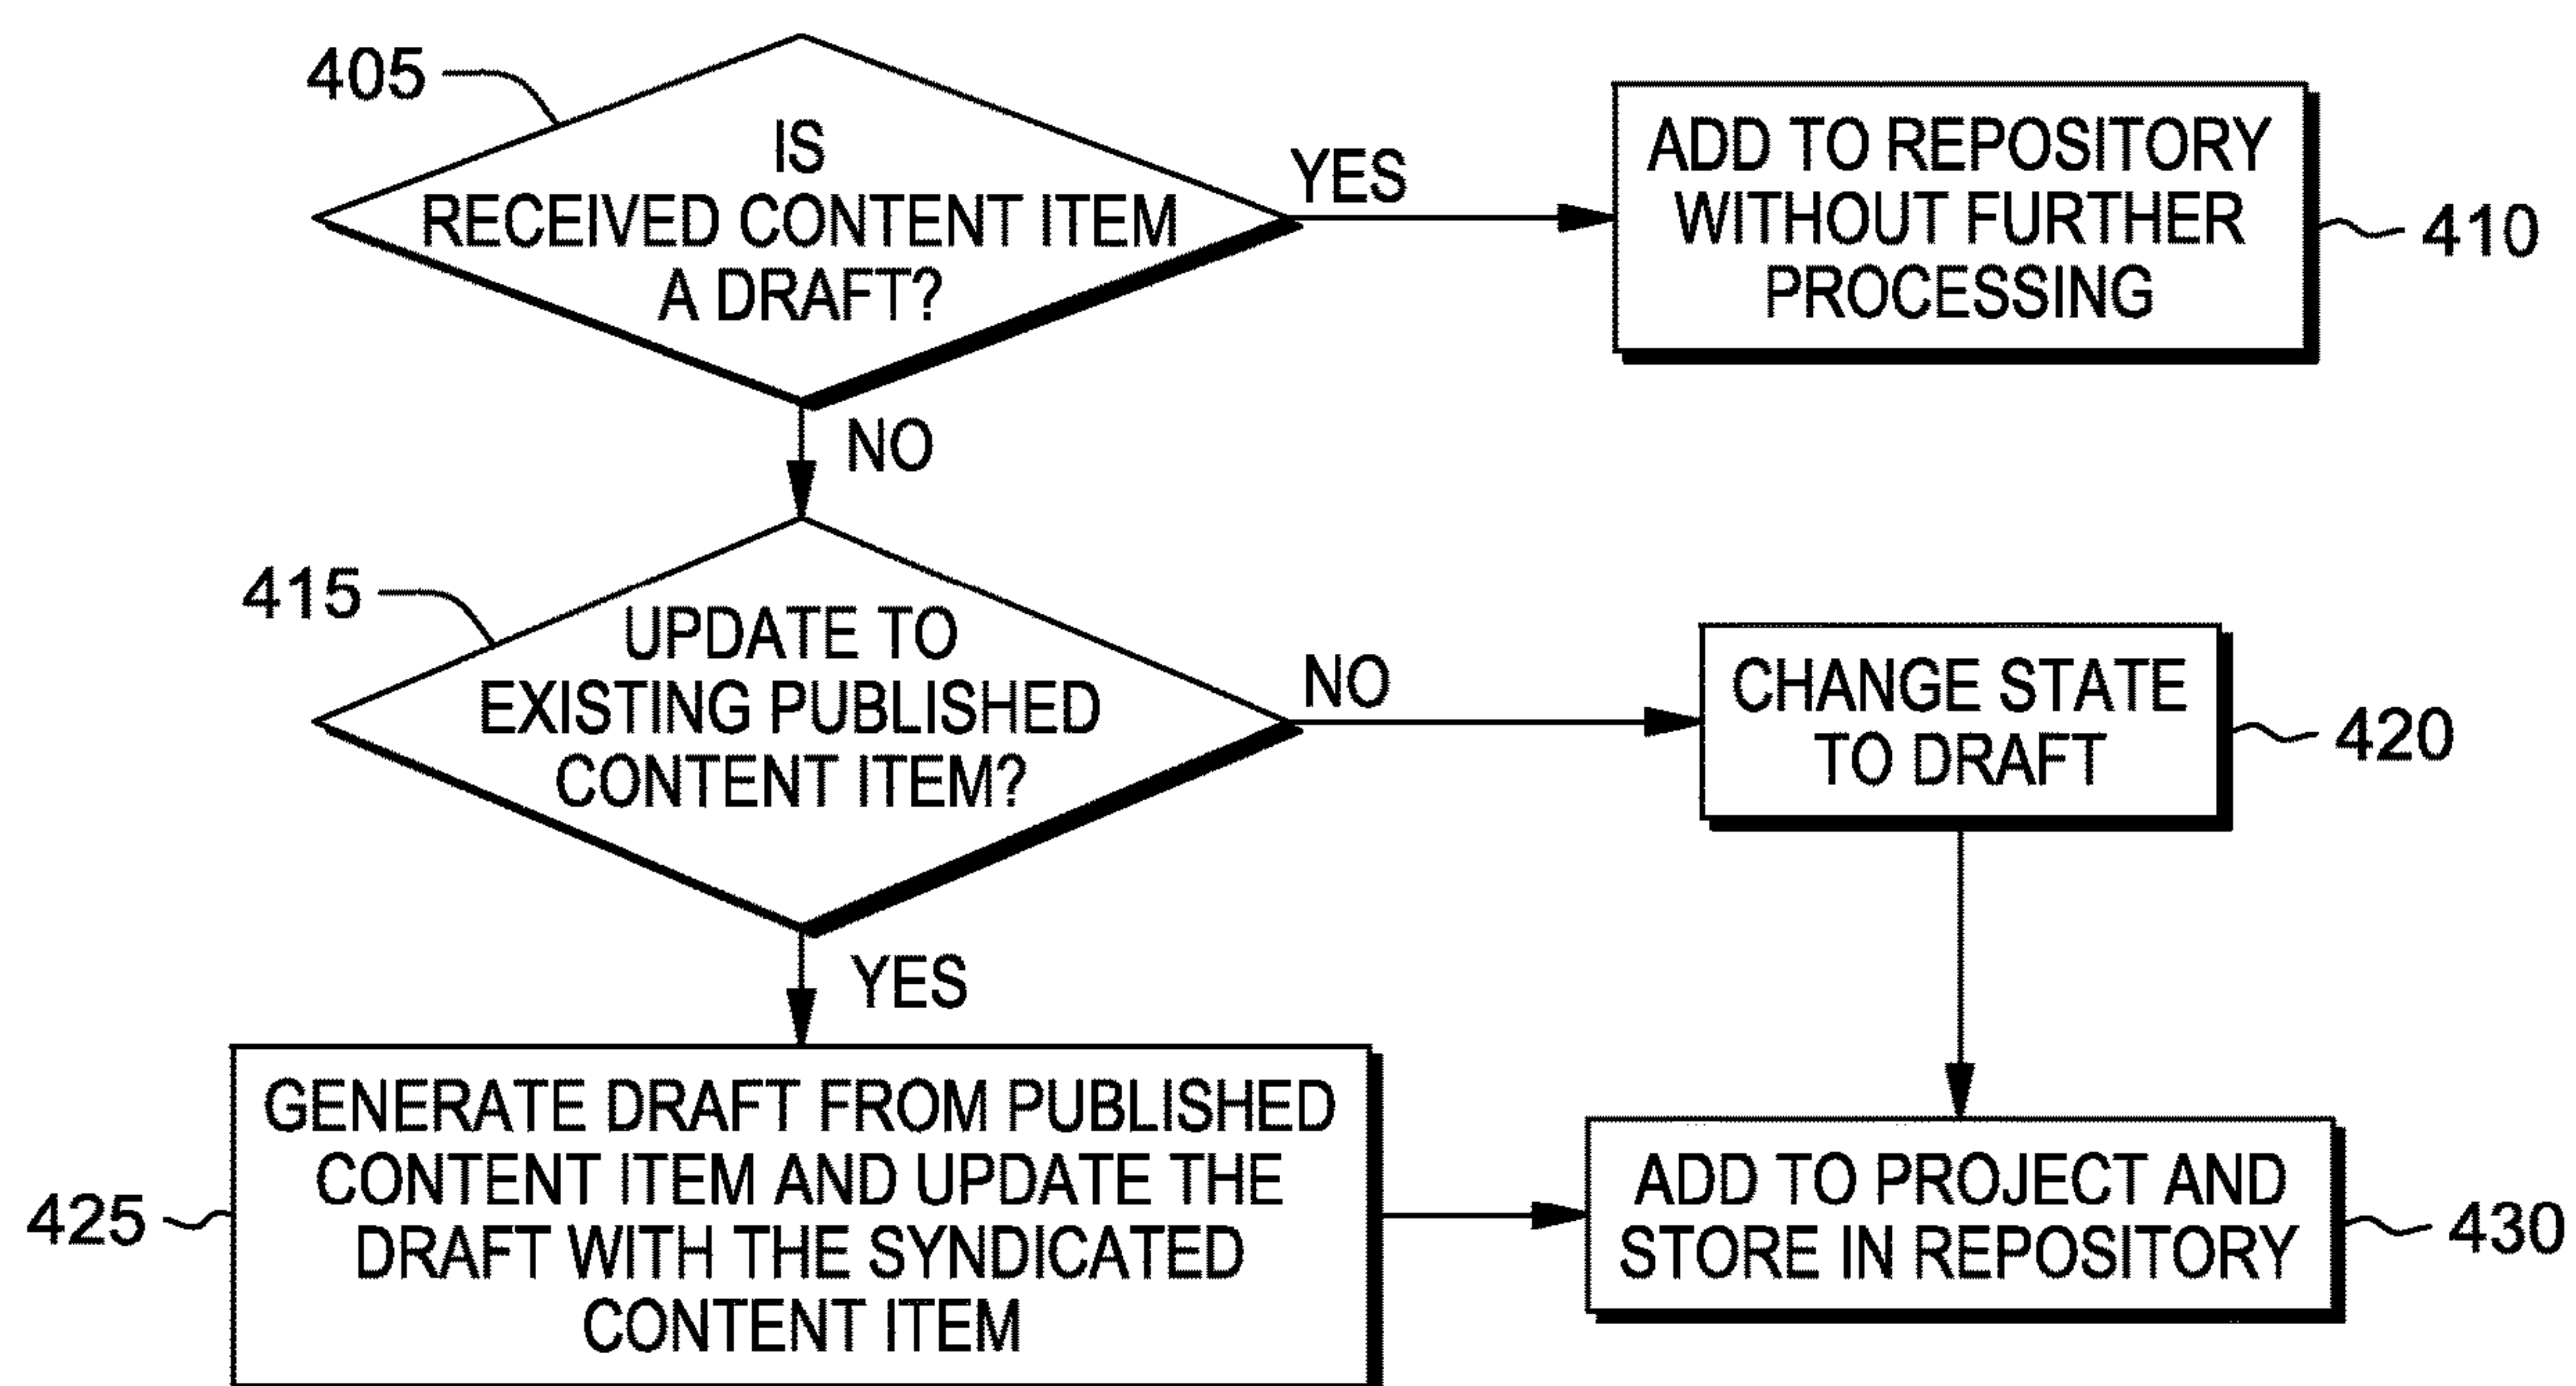 405
IS
RECEIVED CONTENT ITEM
A DRAFT?
YES
ADD TO REPOSITORY
WITHOUT FURTHER
PROCESSING
410
NO
415
UPDATE TO
EXISTING PUBLISHED
CONTENT ITEM?
NO
CHANGE STATE
TO DRAFT
420
YES
425
GENERATE DRAFT FROM PUBLISHED
CONTENT ITEM AND UPDATE THE
DRAFT WITH THE SYNDICATED
CONTENT ITEM
ADD TO PROJECT AND
STORE IN REPOSITORY
430